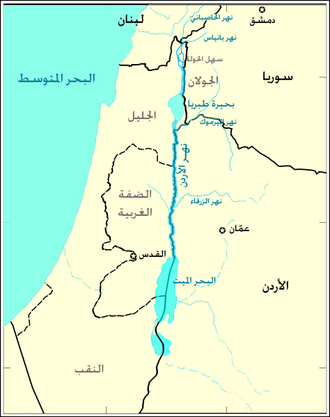 لبنان
نهر الحاصباني
دمشق
نهر بانياس
سهل الحولة
سوريا
البحر المتوسط
الجولان
بحيرة طبريا
الجليل
نهر اليرموك
نهر الأردن
الضفة
الغربية
نهر الزرقاء
عمّان
القدس
البحر الميت
الأردن
النقب